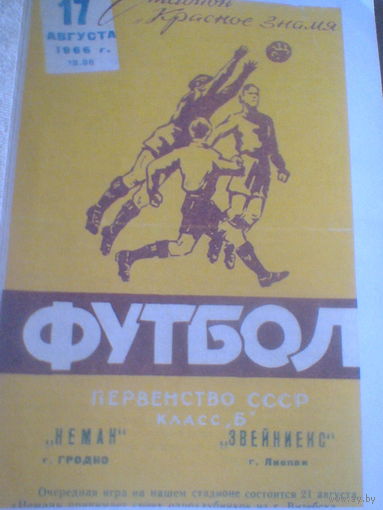 17
АВГУСТА
1966 г.
Стадион
„Красное знамя
ФУТБОЛ
ПЕРВЕНСТВО СССР
КЛАСС „Б“
„НЕМАН“ „ЗВЕЙНИЕКС“
г. ГРОДНО г. Лиепая
Очередная игра на нашем стадионе состоится 21 августа